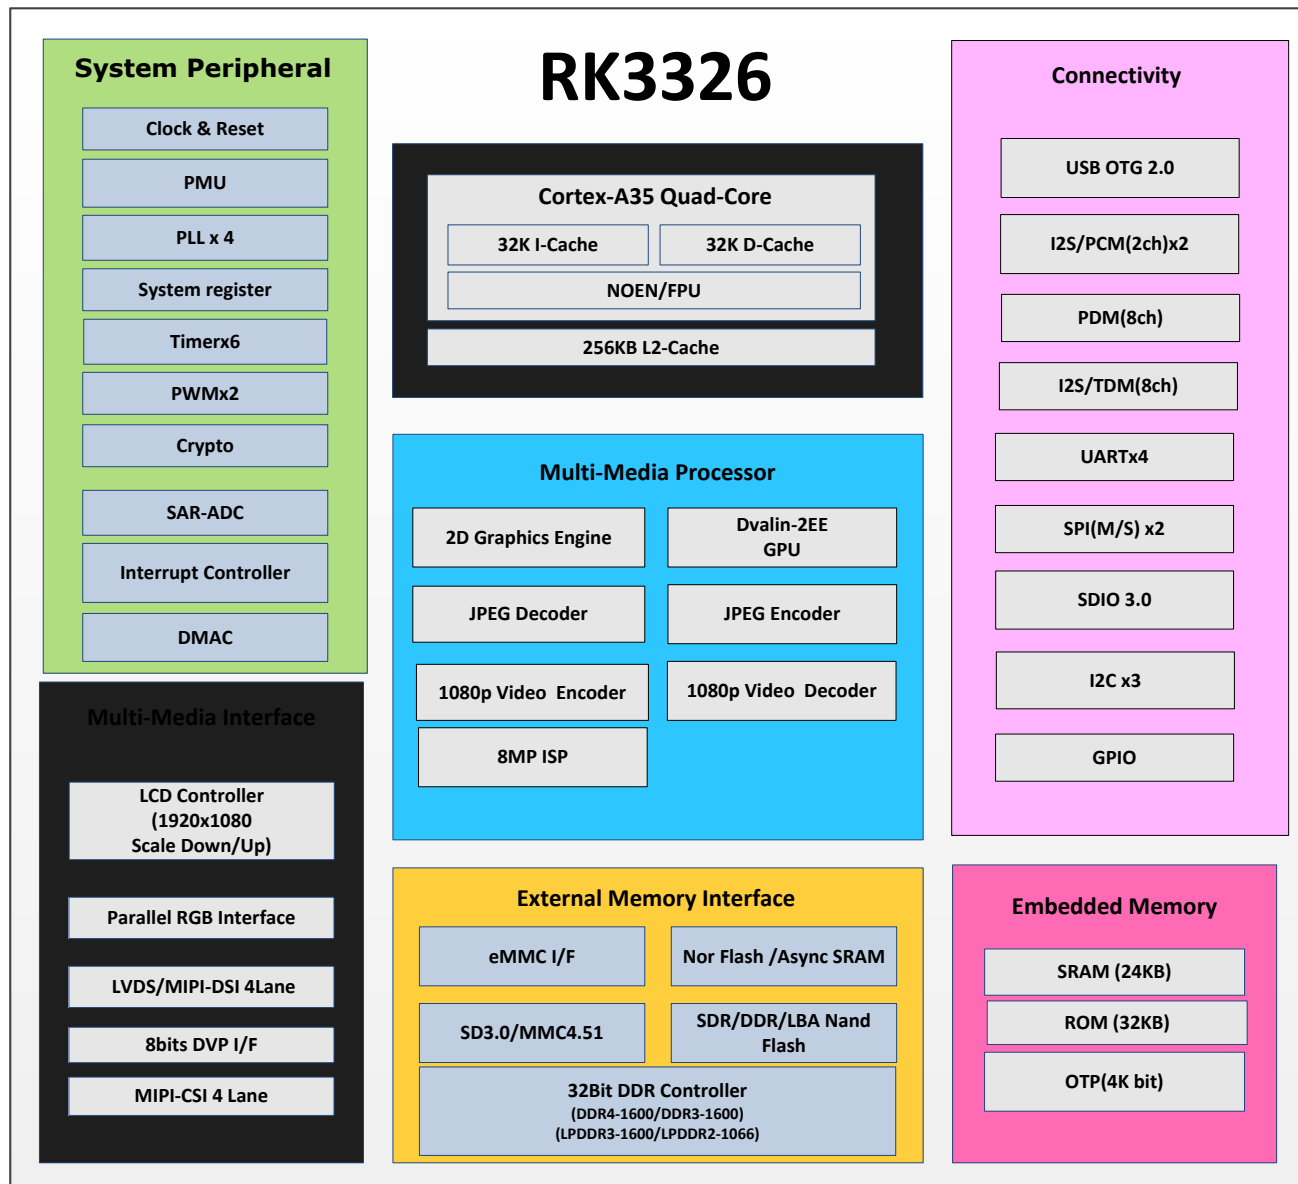 RK3326
System Peripheral
Clock & Reset
PMU
PLL x 4
System register
Timerx6
PWMx2
Crypto
SAR-ADC
Interrupt Controller
DMAC
Multi-Media Interface
LCD Controller
(1920x1080
Scale Down/Up)
Parallel RGB Interface
LVDS/MIPI-DSI 4Lane
8bits DVP I/F
MIPI-CSI 4 Lane
Cortex-A35 Quad-Core
32K I-Cache
32K D-Cache
NOEN/FPU
256KB L2-Cache
Multi-Media Processor
2D Graphics Engine
Dvalin-2EE
GPU
JPEG Decoder
JPEG Encoder
1080p Video  Encoder
1080p Video  Decoder
8MP ISP
External Memory Interface
eMMC I/F
Nor Flash /Async SRAM
SD3.0/MMC4.51
SDR/DDR/LBA Nand
Flash
32Bit DDR Controller
(DDR4-1600/DDR3-1600)
(LPDDR3-1600/LPDDR2-1066)
Connectivity
USB OTG 2.0
I2S/PCM(2ch)x2
PDM(8ch)
I2S/TDM(8ch)
UARTx4
SPI(M/S) x2
SDIO 3.0
I2C x3
GPIO
Embedded Memory
SRAM (24KB)
ROM (32KB)
OTP(4K bit)